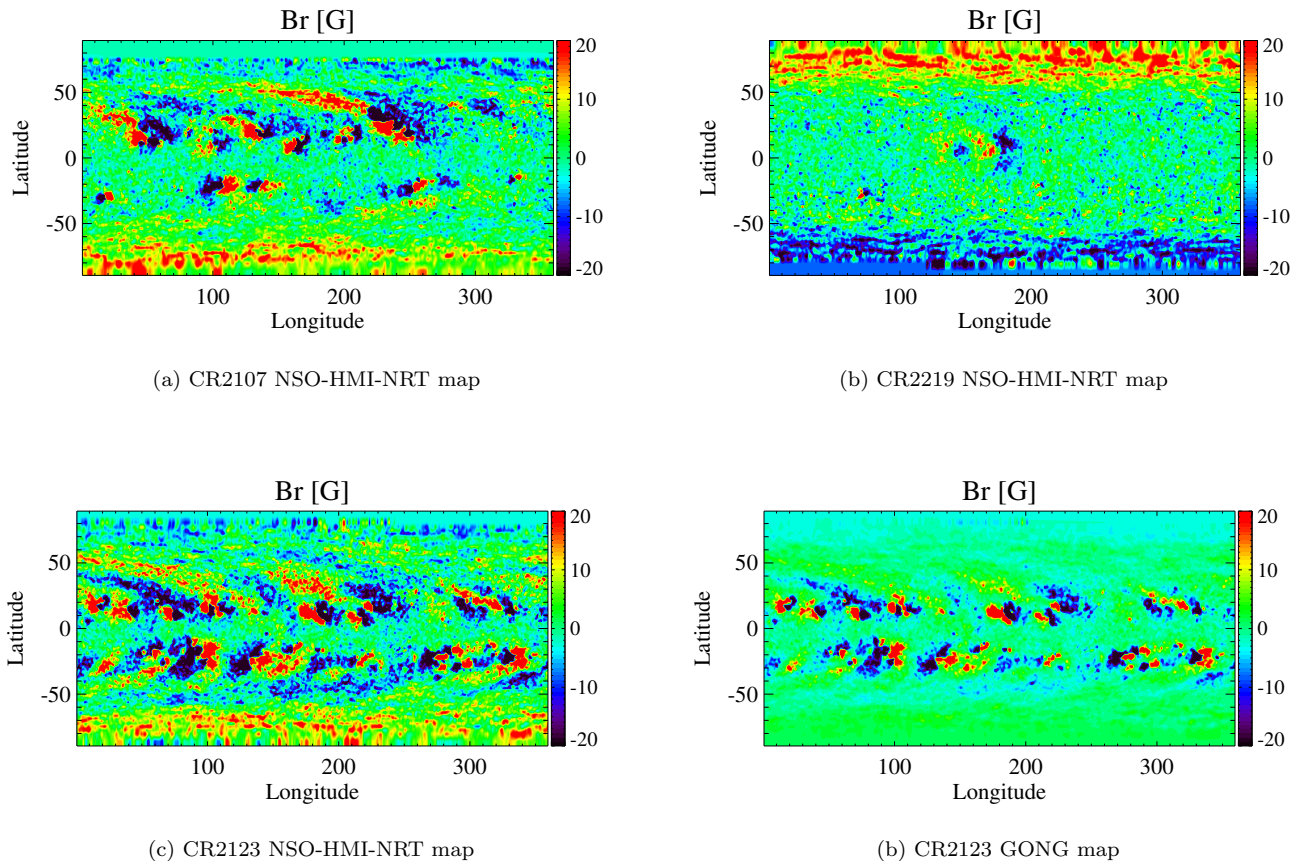 Br [G]
Latitude
50
0
-50
100
200
300
Longitude
20
10
0
-10
-20
(a) CR2107 NSO-HMI-NRT map
Br [G]
Latitude
50
0
-50
100
200
300
Longitude
20
10
0
-10
-20
(b) CR2219 NSO-HMI-NRT map
Br [G]
Latitude
50
0
-50
100
200
300
Longitude
20
10
0
-10
-20
(c) CR2123 NSO-HMI-NRT map
Br [G]
Latitude
50
0
-50
100
200
300
Longitude
20
10
0
-10
-20
(b) CR2123 GONG map